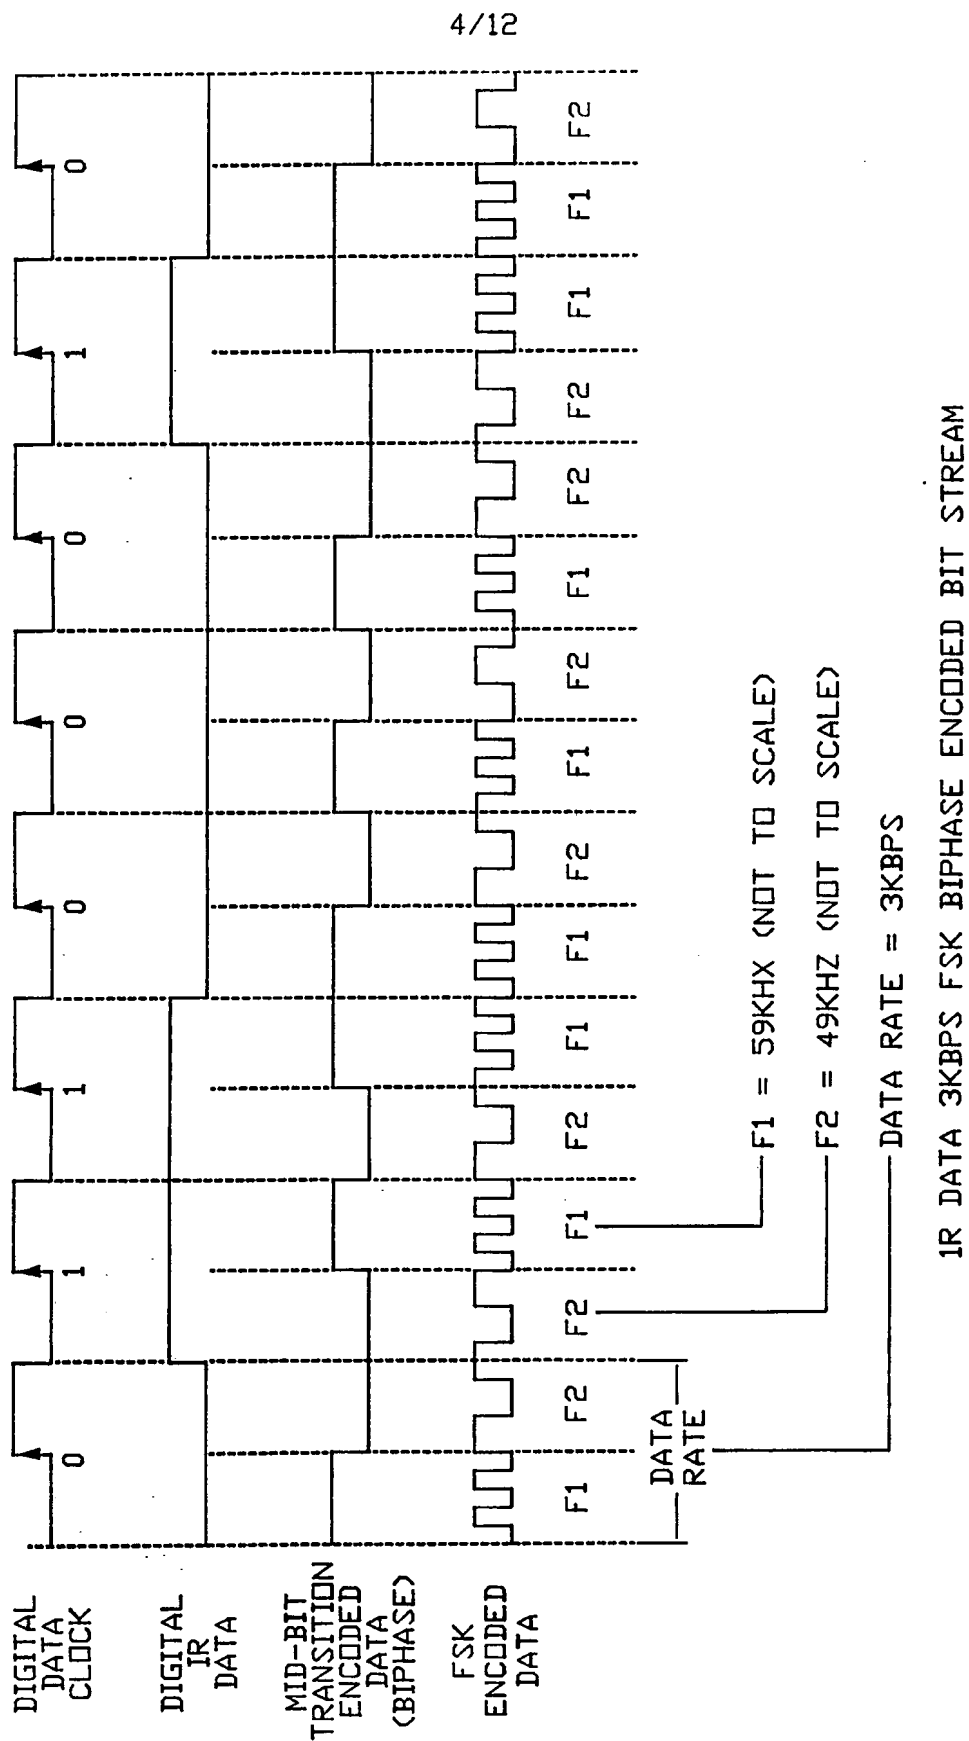 4/12
DIGITAL
DATA
CLOCK
0 1 1 0 0 0 1 0
DIGITAL
IR
DATA
MID-BIT
TRANSITION
ENCODED
DATA
(BIPHASE)
FSK
ENCODED
DATA
F1 F2 F2 F1 F2 F1 F1 F2 F1 F2 F1 F2 F2 F1 F1 F2
DATA
RATE
F1 = 59KHX (NOT TO SCALE)
F2 = 49KHZ (NOT TO SCALE)
DATA RATE = 3KBPS
1R DATA 3KBPS FSK BIPHASE ENCODED BIT STREAM